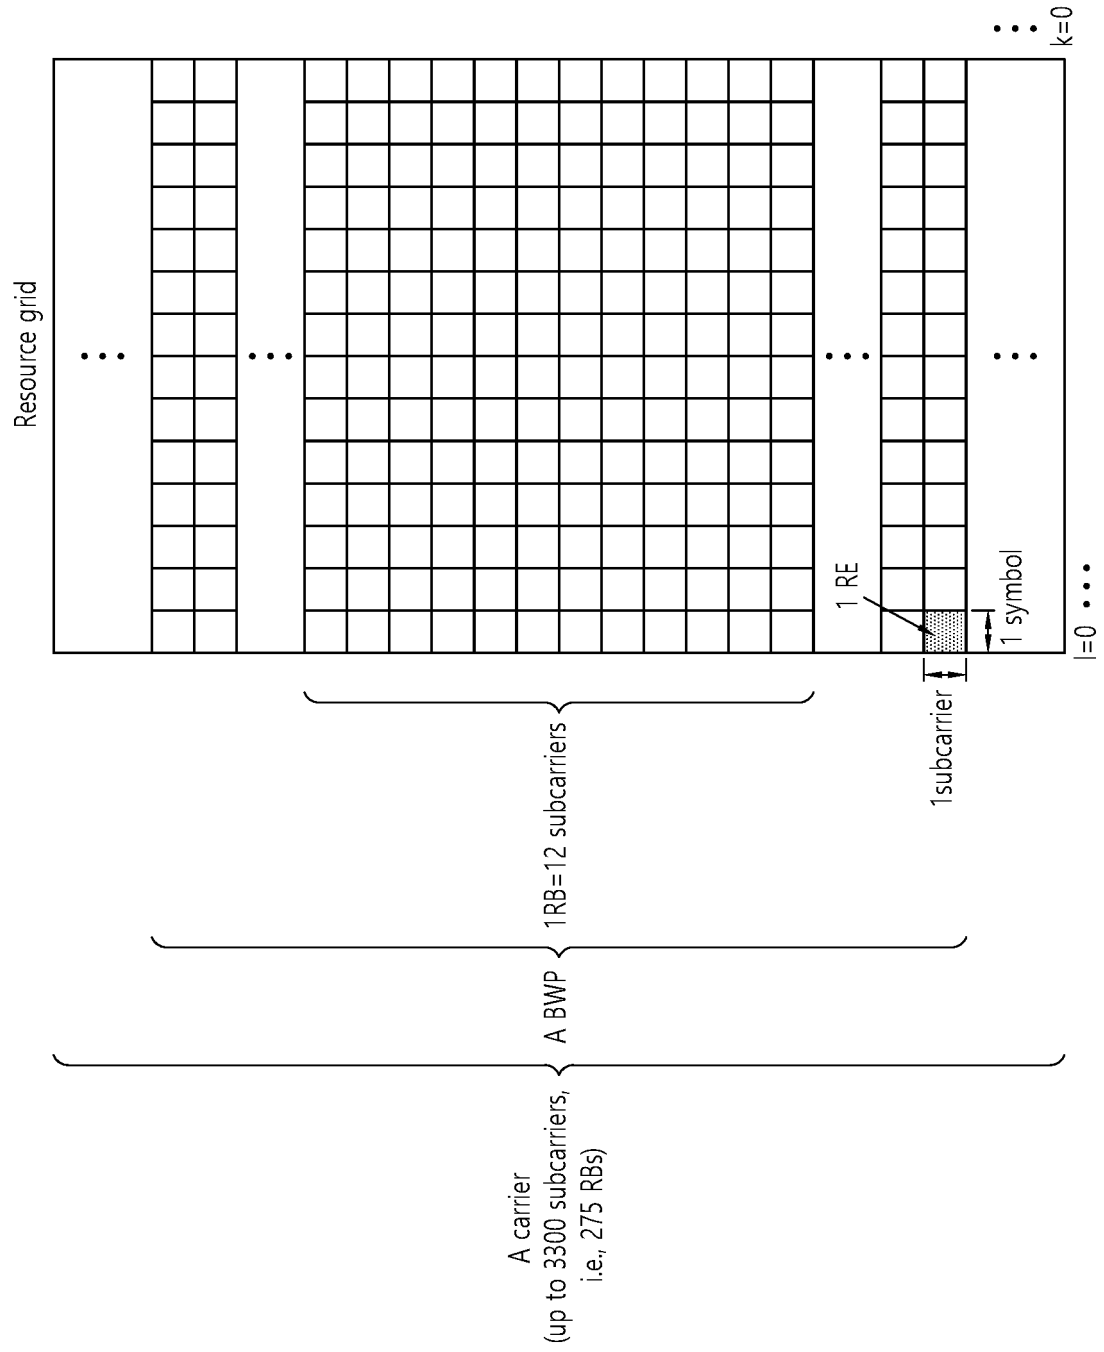 Resource grid
A carrier
(up to 3300 subcarriers,
i.e., 275 RBs)
A BWP
1RB=12 subcarriers
1subcarrier
1 RE
1 symbol
l=0
k=0